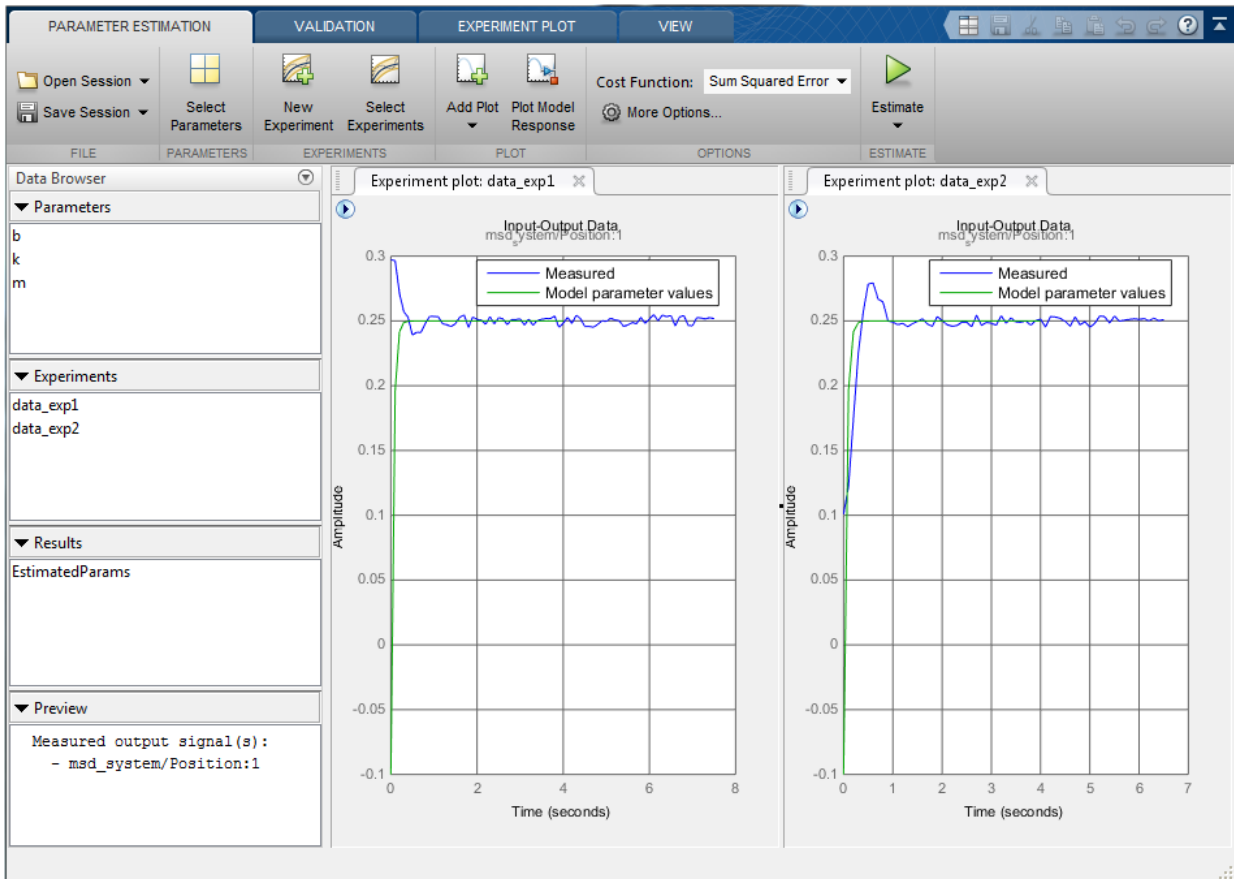 PARAMETER ESTIMATION
VALIDATION
EXPERIMENT PLOT
VIEW
Open Session
Save Session
Select
Parameters
New
Experiment
Select
Experiments
Add Plot
Plot Model
Response
Cost Function: Sum Squared Error
More Options...
Estimate
FILE
PARAMETERS
EXPERIMENTS
PLOT
OPTIONS
ESTIMATE
Data Browser
Parameters
b
k
m
Experiments
data_exp1
data_exp2
Results
EstimatedParams
Preview
Measured output signal(s):
- msd_system/Position:1
Experiment plot: data_exp1
Input-Output Data
msd_system/Position:1
Measured
Model parameter values
0.3
0.25
0.2
0.15
0.1
0.05
0
-0.05
-0.1
Amplitude
0 2 4 6 8
Time (seconds)
Experiment plot: data_exp2
Input-Output Data
msd_system/Position:1
Measured
Model parameter values
0.3
0.25
0.2
0.15
0.1
0.05
0
-0.05
-0.1
Amplitude
0 1 2 3 4 5 6 7
Time (seconds)